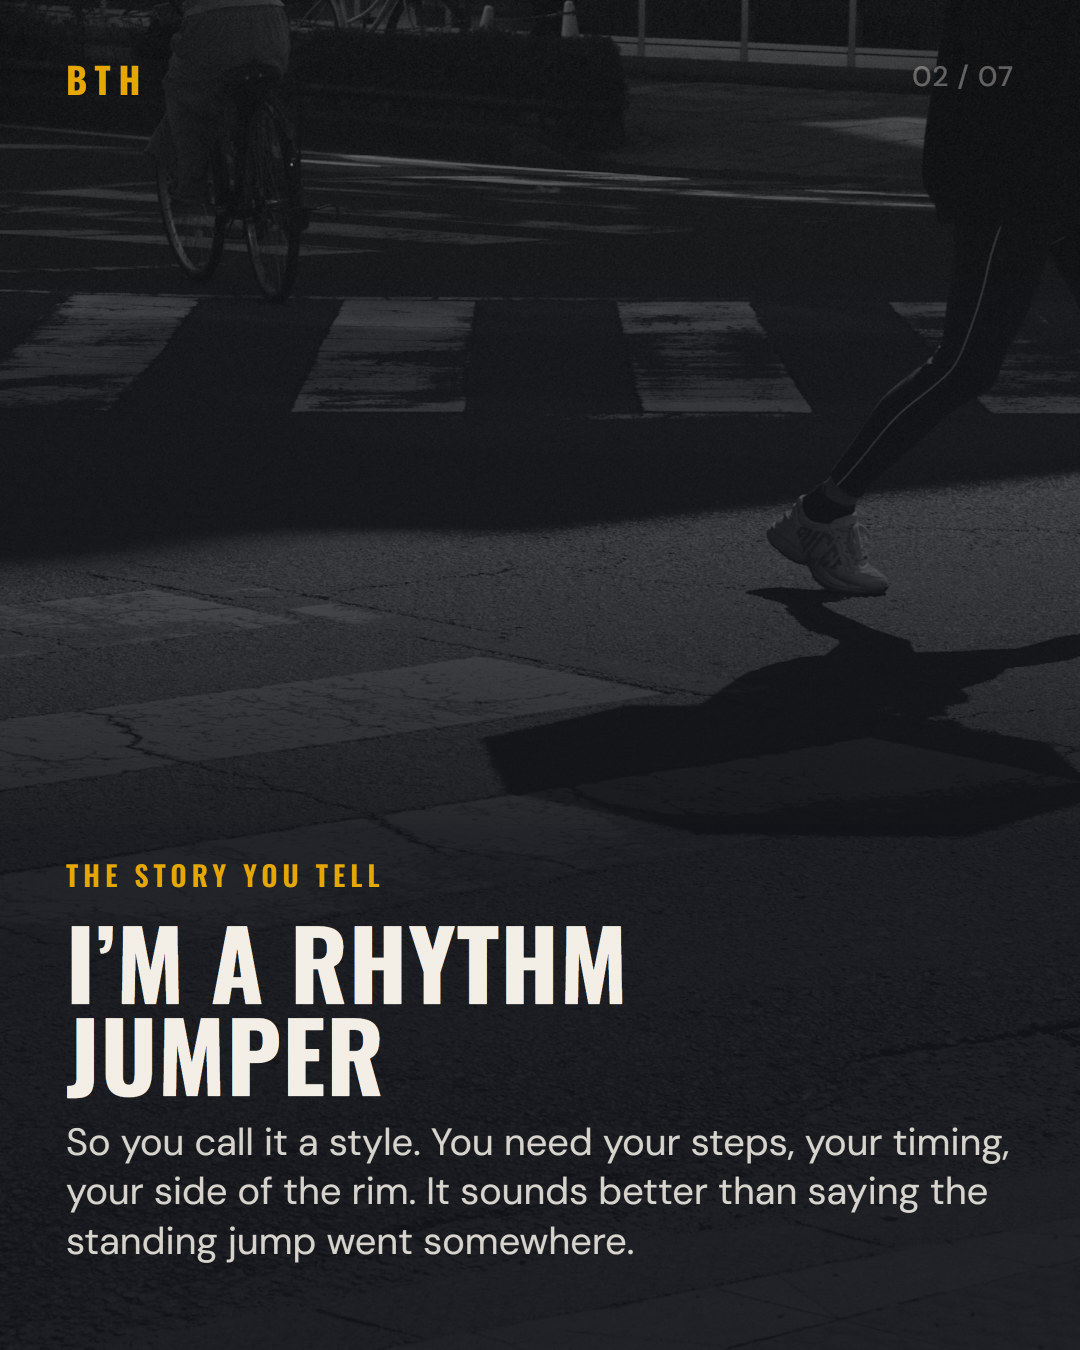 BTH
02 / 07
THE STORY YOU TELL
I’M A RHYTHM
JUMPER
So you call it a style. You need your steps, your timing,
your side of the rim. It sounds better than saying the
standing jump went somewhere.